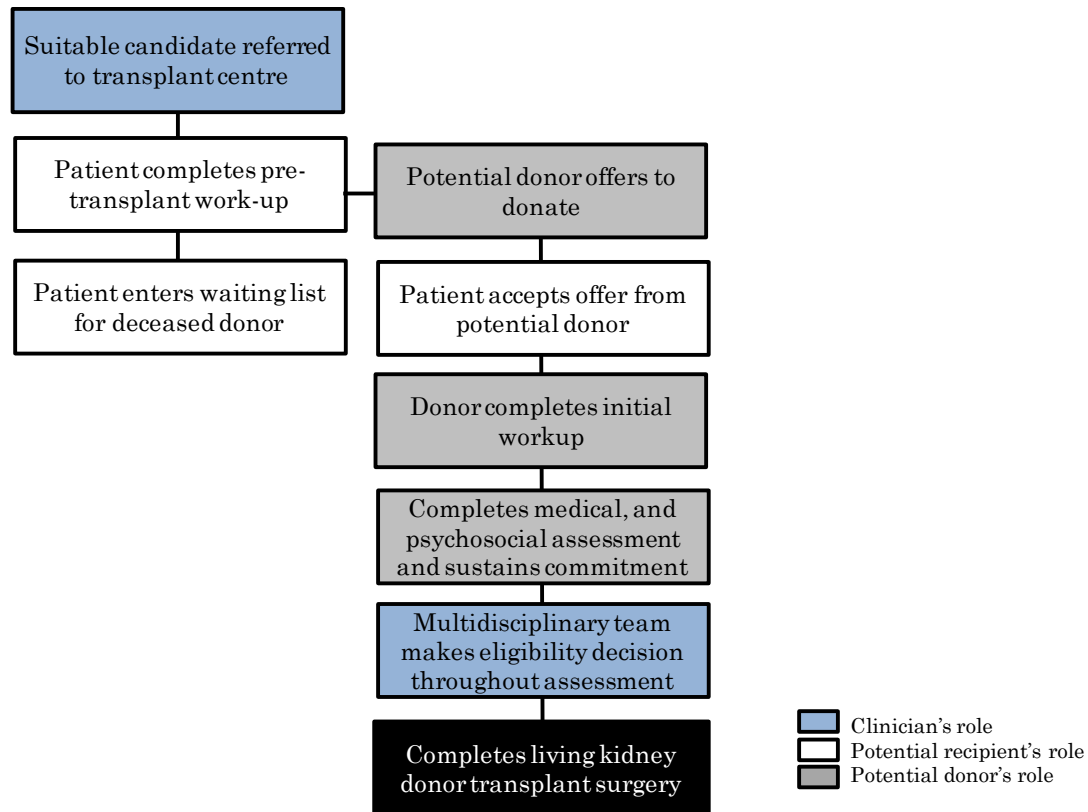 Suitable candidate referred
to transplant centre
Patient completes pre-
transplant work-up
Potential donor offers to
donate
Patient enters waiting list
for deceased donor
Patient accepts offer from
potential donor
Donor completes initial
workup
Completes medical, and
psychosocial assessment
and sustains commitment
Multidisciplinary team
makes eligibility decision
throughout assessment
Completes living kidney
donor transplant surgery
Clinician's role
Potential recipient's role
Potential donor's role